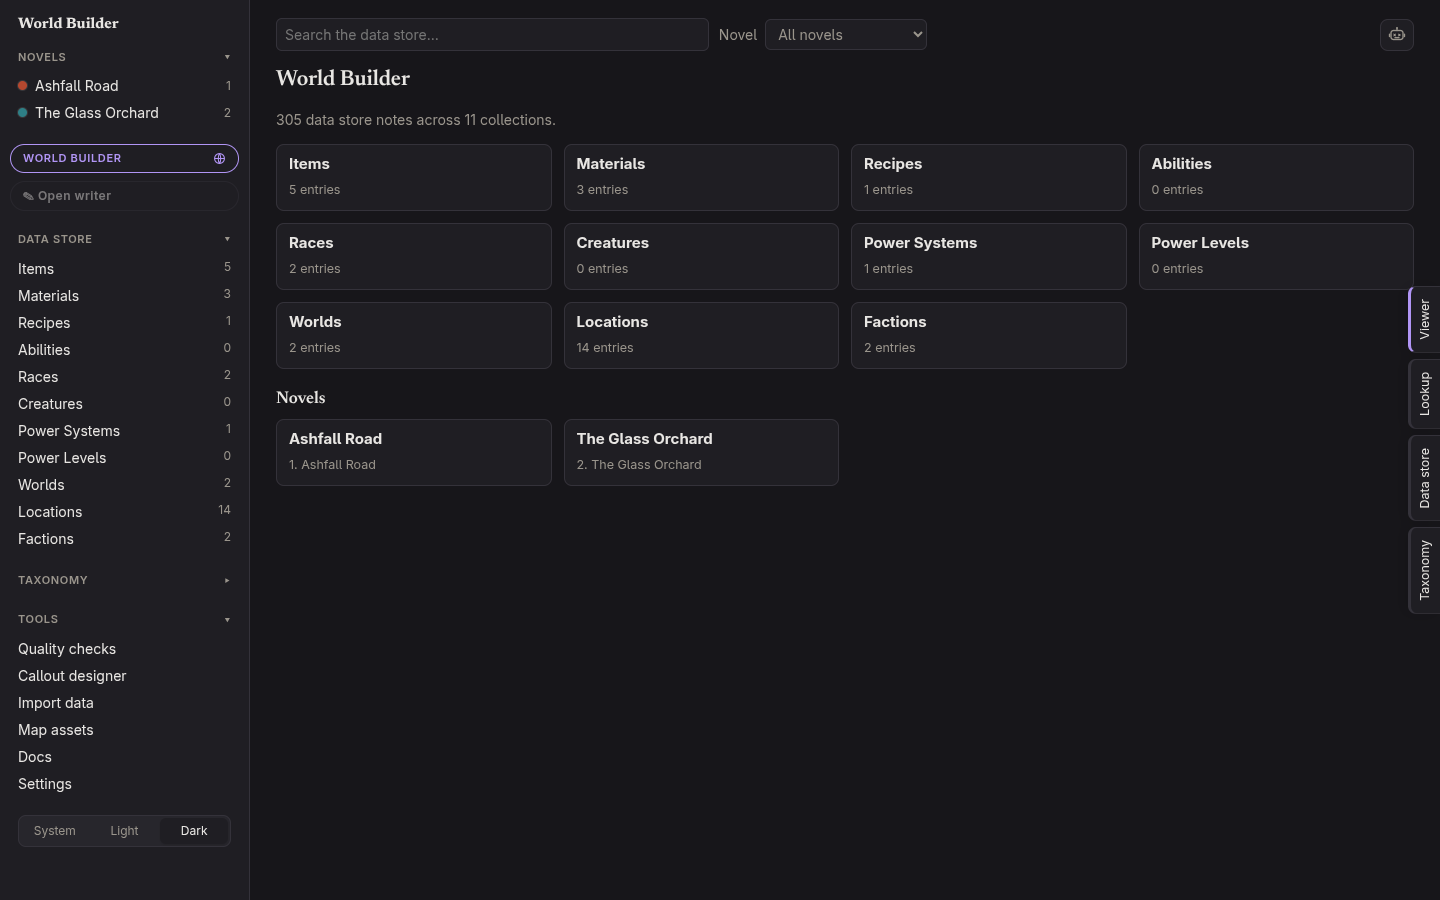 World Builder
NOVELS
Ashfall Road 1
The Glass Orchard 2
WORLD BUILDER
Open writer
DATA STORE
Items 5
Materials 3
Recipes 1
Abilities 0
Races 2
Creatures 0
Power Systems 1
Power Levels 0
Worlds 2
Locations 14
Factions 2
TAXONOMY
TOOLS
Quality checks
Callout designer
Import data
Map assets
Docs
Settings
System Light Dark
Search the data store... Novel All novels
World Builder
305 data store notes across 11 collections.
Items
5 entries
Materials
3 entries
Recipes
1 entries
Abilities
0 entries
Races
2 entries
Creatures
0 entries
Power Systems
1 entries
Power Levels
0 entries
Worlds
2 entries
Locations
14 entries
Factions
2 entries
Novels
Ashfall Road
1. Ashfall Road
The Glass Orchard
2. The Glass Orchard
Viewer
Lookup
Data store
Taxonomy